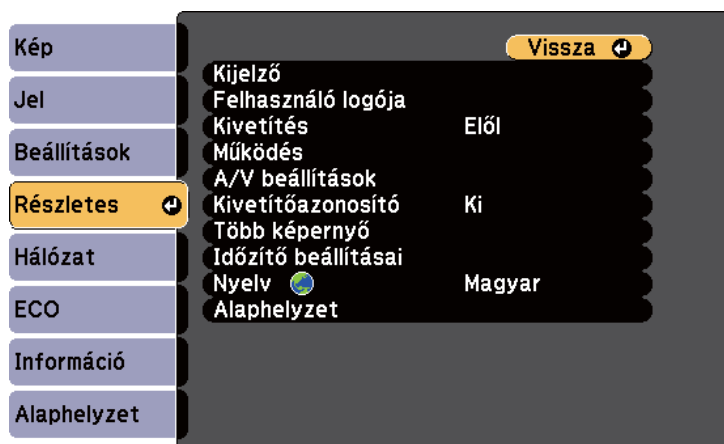 Kép
Jel
Beállítások
Részletes
Hálózat
ECO
Információ
Alaphelyzet
Vissza
Kijelző
Felhasználó logója
Kivetítés Elől
Működés
A/V beállítások
Kivetítőazonosító Ki
Több képernyő
Időzítő beállításai
Nyelv Magyar
Alaphelyzet